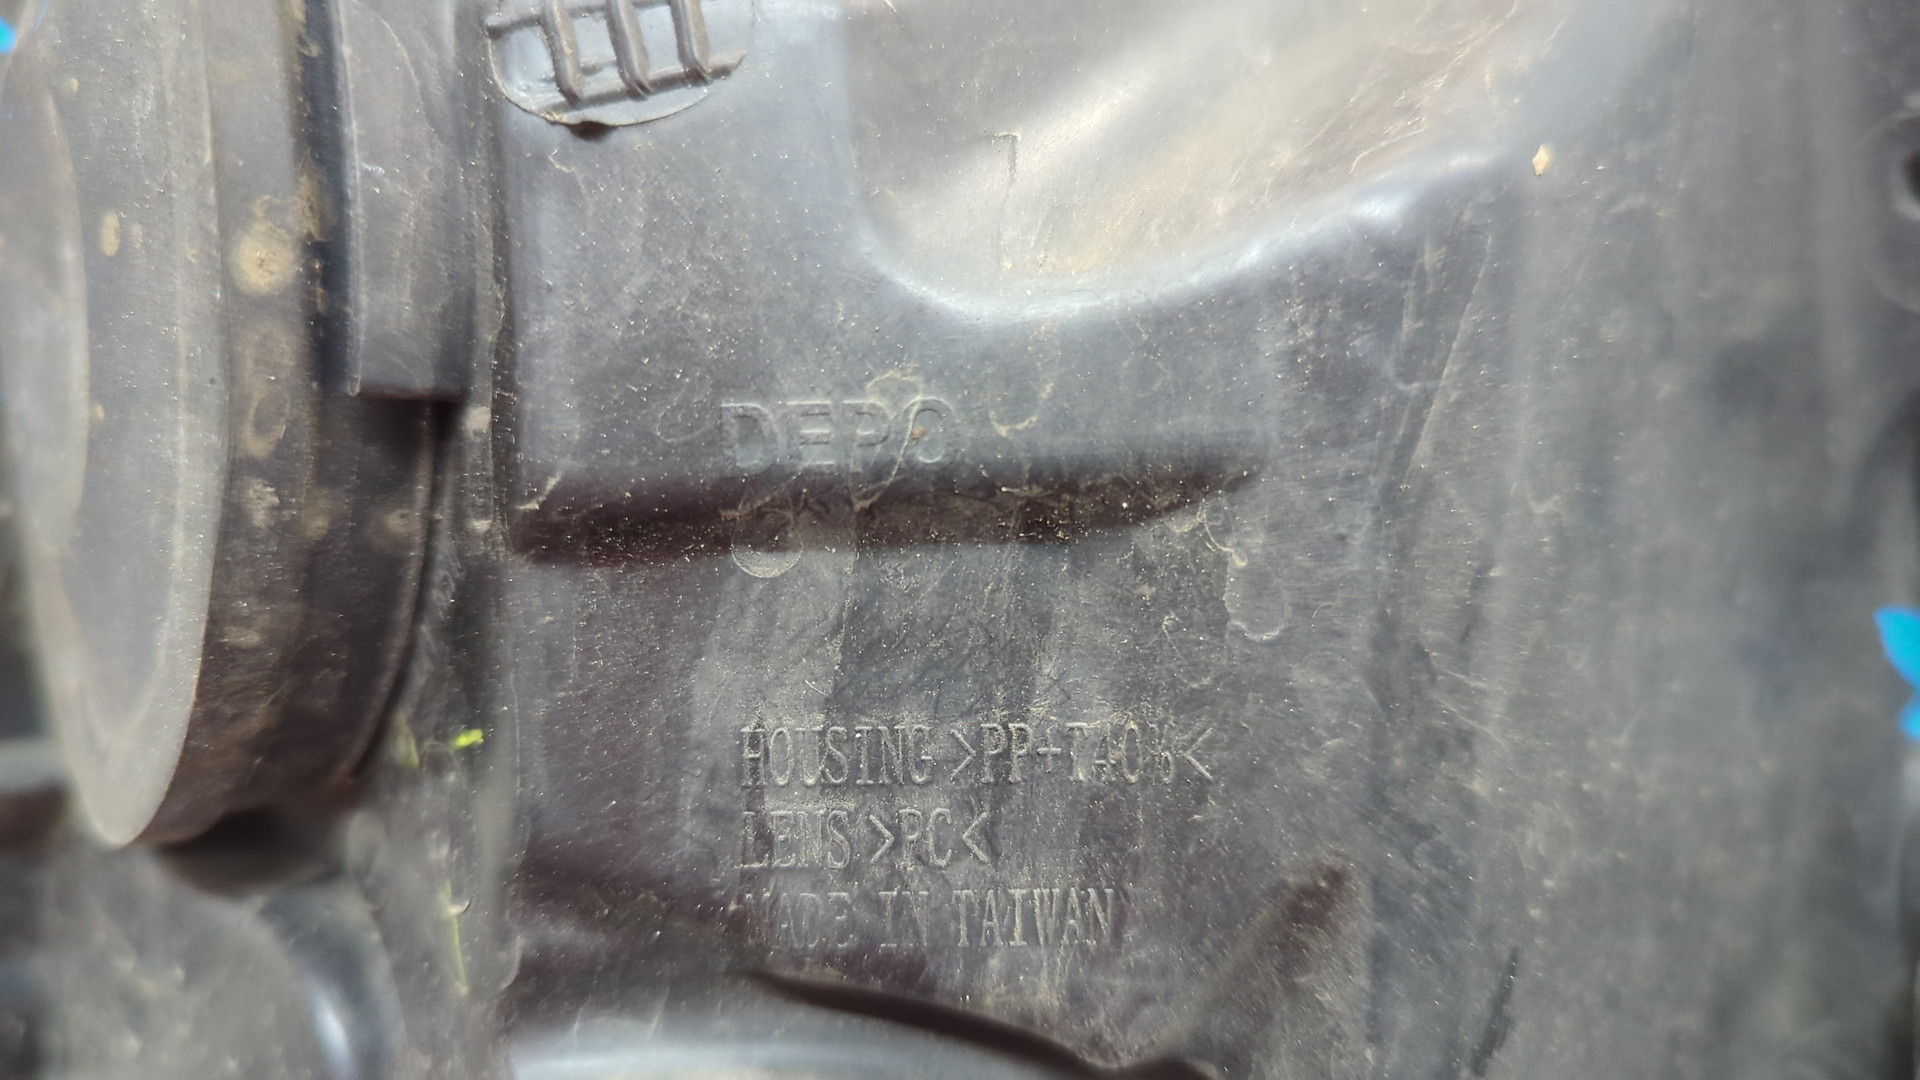 DEPO
HOUSING >PP+T40%<
LENS >PC<
MADE IN TAIWAN